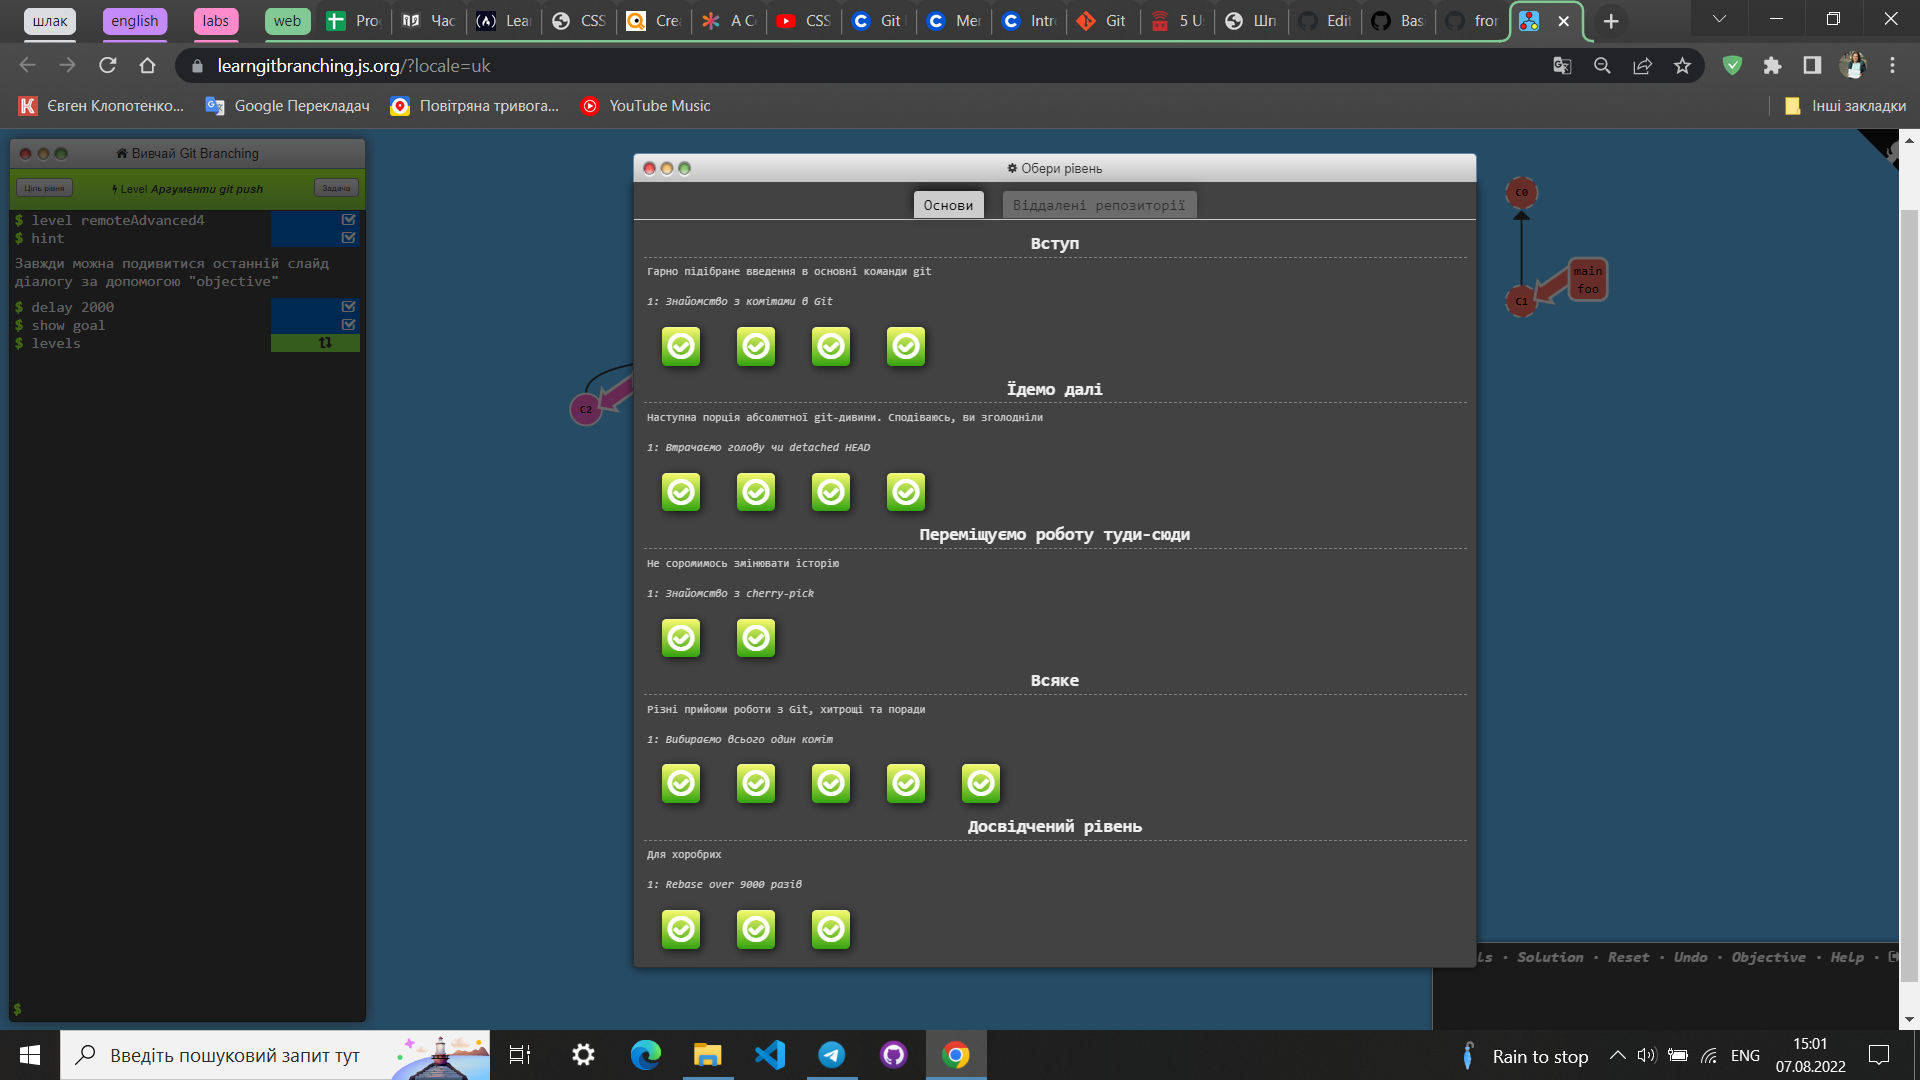 шлак
english
labs
web
Pro
Час
Lea
CSS
Cre
A C
CSS
Git
Mer
Intr
Git
5 U
Шп
Edit
Bas
fror
learngitbranching.js.org/?locale=uk
Євген Клопотенко...
Google Перекладач
Повітряна тривога...
YouTube Music
Інші закладки
Вивчай Git Branching
Ціль рівня
Level Аргументи git push
Задача
$ level remoteAdvanced4
$ hint
Завжди можна подивитися останній слайд
діалогу за допомогою "objective"
$ delay 2000
$ show goal
$ levels
$
C2
Обери рівень
Основи
Віддалені репозиторії
Вступ
Гарно підібране введення в основні команди git
1: Знайомство з комітами в Git
Їдемо далі
Наступна порція абсолютної git-дивини. Сподіваюсь, ви зголодніли
1: Втрачаємо голову чи detached HEAD
Переміщуємо роботу туди-сюди
Не соромимось змінювати історію
1: Знайомство з cherry-pick
Всяке
Різні прийоми роботи з Git, хитрощі та поради
1: Вибираємо всього один коміт
Досвідчений рівень
Для хоробрих
1: Rebase over 9000 разів
C0
main
foo
C1
ls · Solution · Reset · Undo · Objective · Help ·
Введіть пошуковий запит тут
Rain to stop
ENG
15:01
07.08.2022